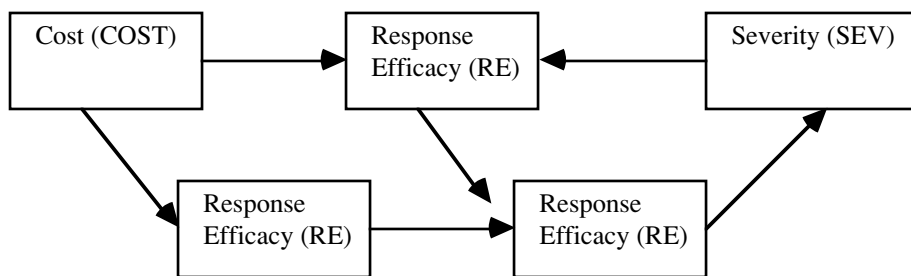 Cost (COST)
Response
Efficacy (RE)
Severity (SEV)
Response
Efficacy (RE)
Response
Efficacy (RE)